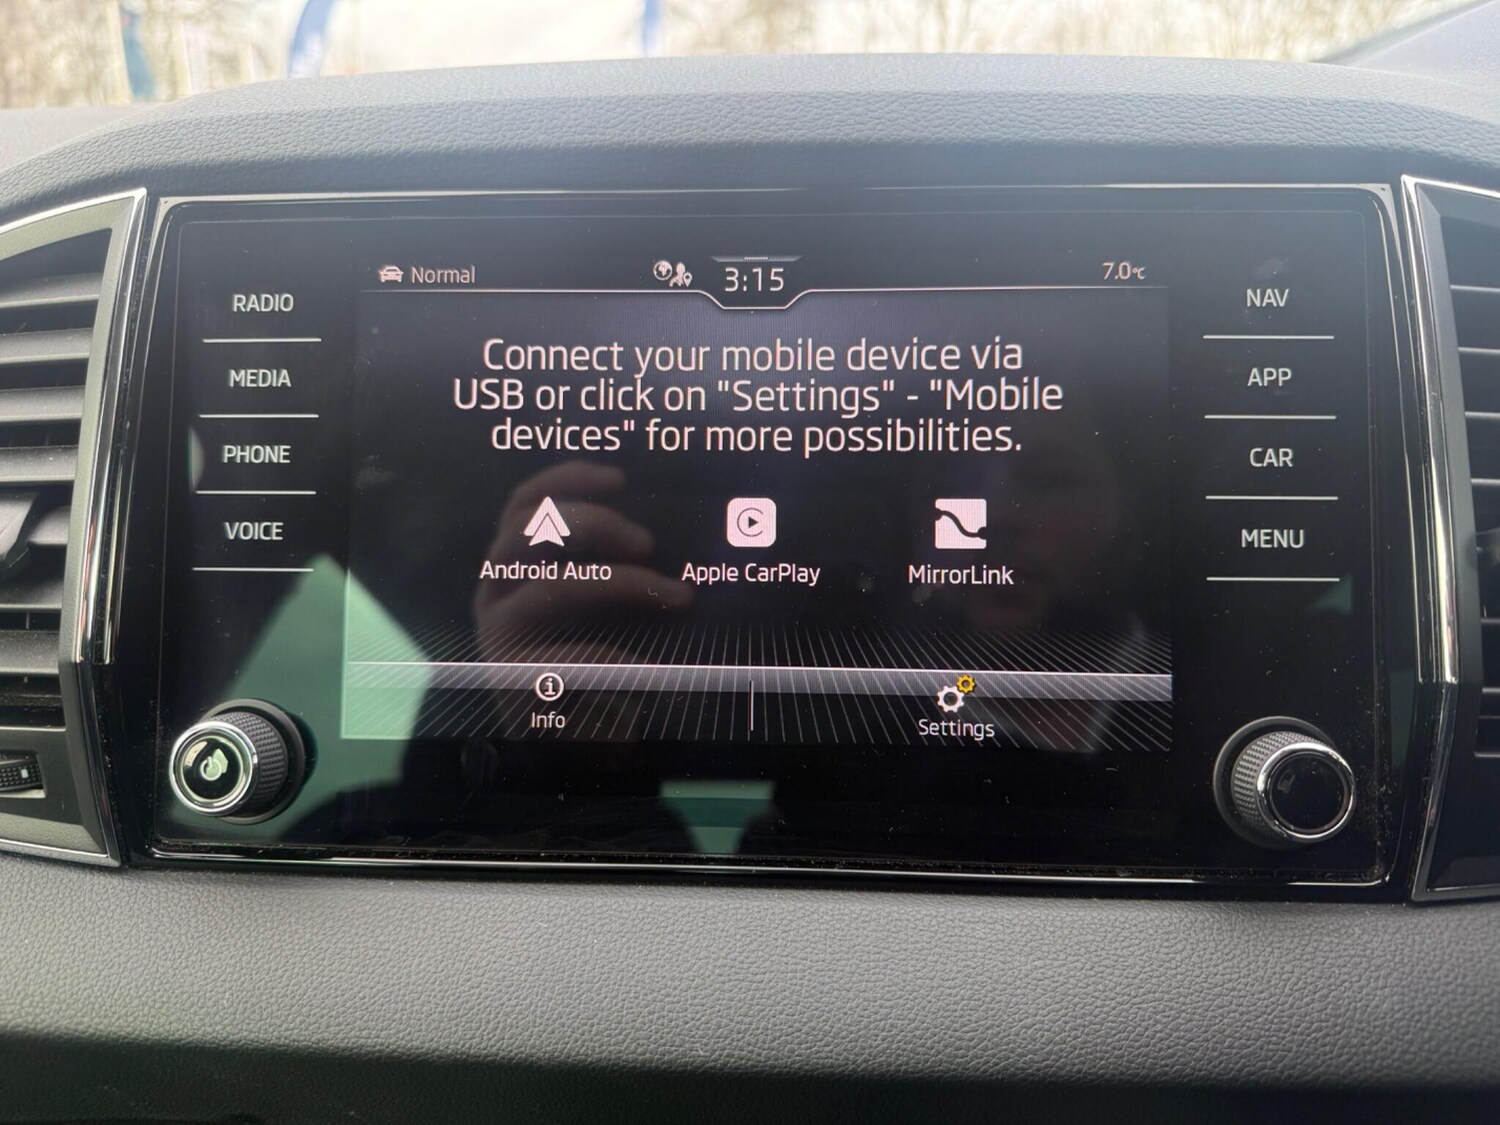 Normal
3:15
7.0°C
RADIO
MEDIA
PHONE
VOICE
Connect your mobile device via
USB or click on "Settings" - "Mobile
devices" for more possibilities.
Android Auto
Apple CarPlay
MirrorLink
Info
Settings
NAV
APP
CAR
MENU